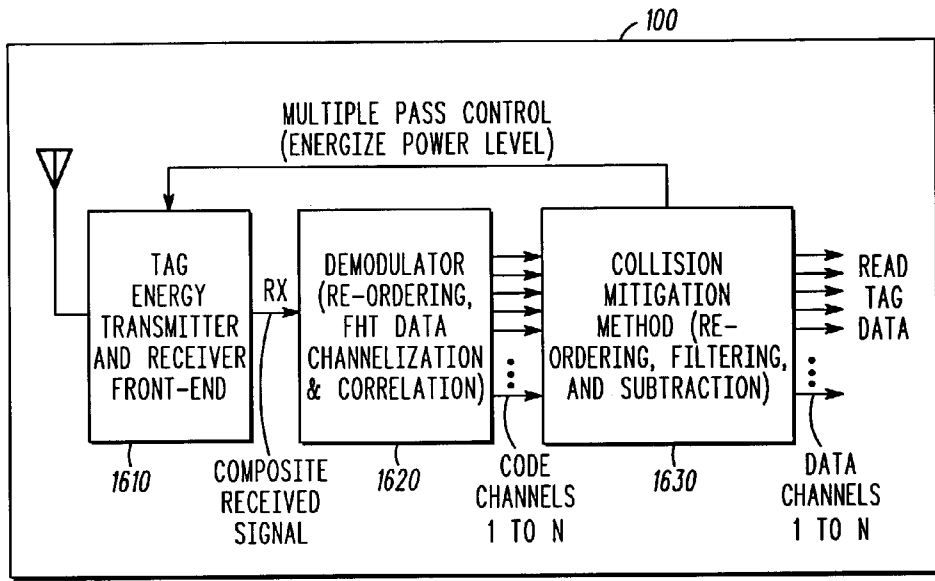 100
MULTIPLE PASS CONTROL
(ENERGIZE POWER LEVEL)
TAG
ENERGY
TRANSMITTER
AND RECEIVER
FRONT-END
RX
DEMODULATOR
(RE-ORDERING,
FHT DATA
CHANNELIZATION
& CORRELATION)
COLLISION
MITIGATION
METHOD (RE-
ORDERING, FILTERING,
AND SUBTRACTION)
READ
TAG
DATA
1610
COMPOSITE
RECEIVED
SIGNAL
1620
CODE
CHANNELS
1 TO N
1630
DATA
CHANNELS
1 TO N